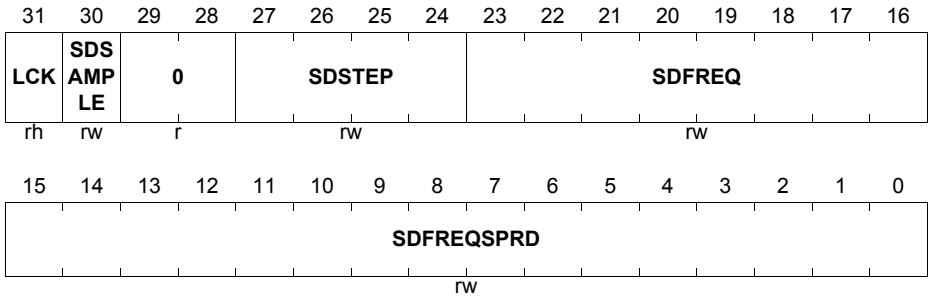 31 30 29 28 27 26 25 24 23 22 21 20 19 18 17 16
LCK SDS AMP LE 0 SDSTEP SDFREQ
rh rw r rw rw
15 14 13 12 11 10 9 8 7 6 5 4 3 2 1 0
SDFREQSPRD
rw